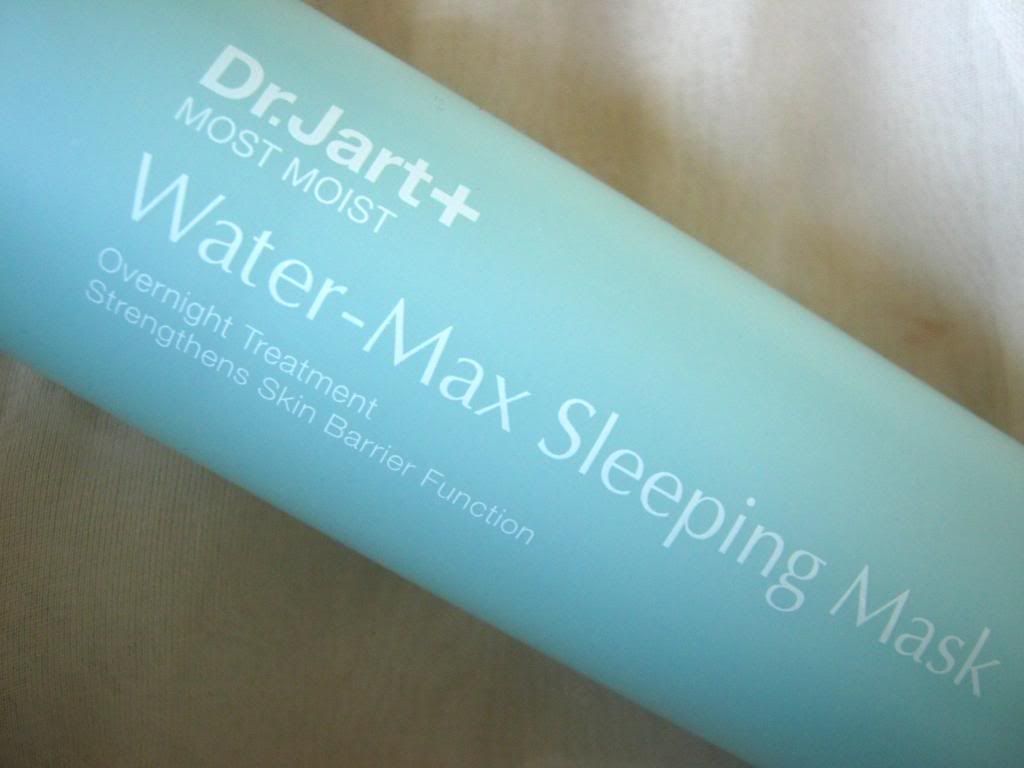 Dr.Jart+
MOST MOIST
Water-Max Sleeping Mask
Overnight Treatment
Strengthens Skin Barrier Function